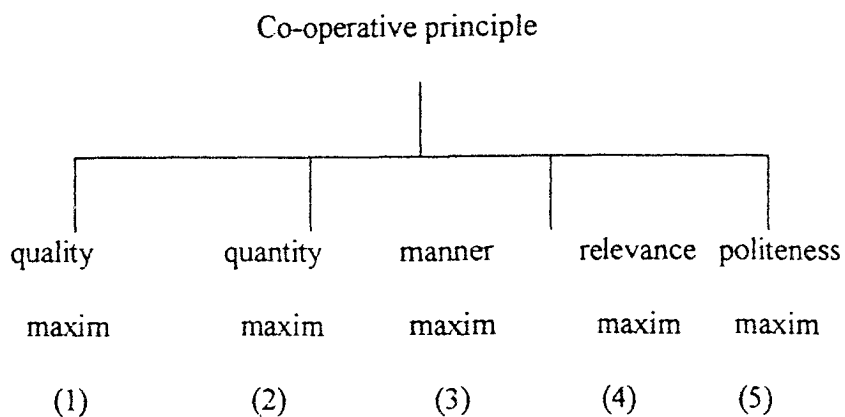 Co-operative principle
quality quantity manner relevance politeness
maxim maxim maxim maxim maxim
(1) (2) (3) (4) (5)